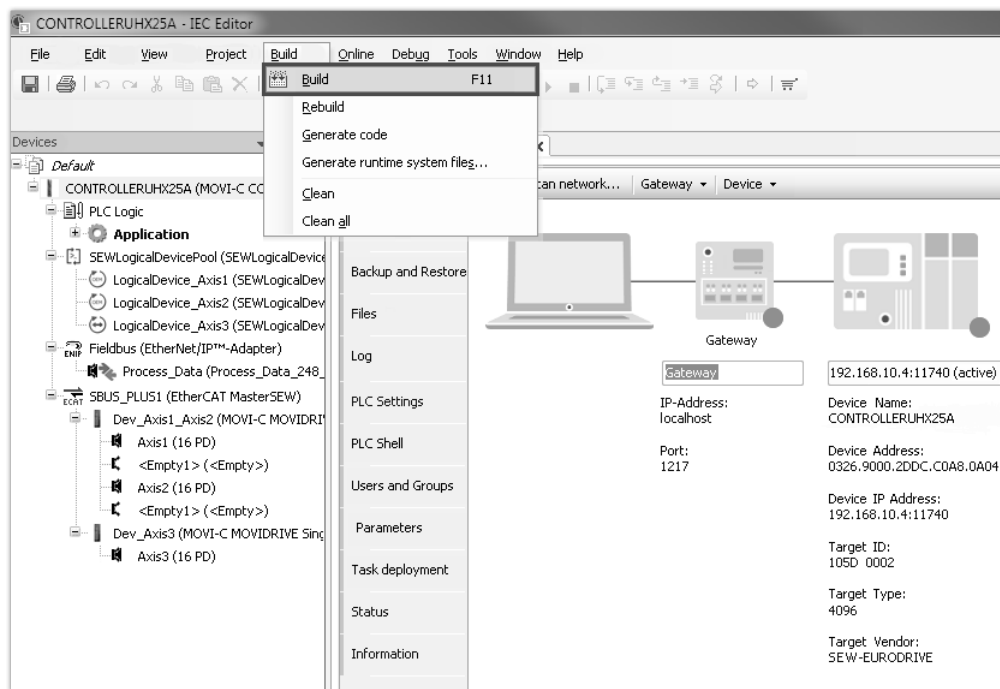 CONTROLLERUHX25A - IEC Editor
File Edit View Project Build Online Debug Tools Window Help
Build F11
Rebuild
Generate code
Generate runtime system files...
Clean
Clean all
Devices
Default
CONTROLLERUHX25A (MOVI-C CC
PLC Logic
Application
SEWLogicalDevicePool (SEWLogicalDevice
LogicalDevice_Axis1 (SEWLogicalDev
LogicalDevice_Axis2 (SEWLogicalDev
LogicalDevice_Axis3 (SEWLogicalDev
ENIP Fieldbus (EtherNet/IP™-Adapter)
Process_Data (Process_Data_248_
ECAT SBUS_PLUS1 (EtherCAT MasterSEW)
Dev_Axis1_Axis2 (MOVI-C MOVIDRI
Axis1 (16 PD)
<Empty1> (<Empty>)
Axis2 (16 PD)
<Empty1> (<Empty>)
Dev_Axis3 (MOVI-C MOVIDRIVE Sing
Axis3 (16 PD)
can network... Gateway Device
Backup and Restore
Files
Log
PLC Settings
PLC Shell
Users and Groups
Parameters
Task deployment
Status
Information
Gateway
Gateway
IP-Address:
localhost
Port:
1217
192.168.10.4:11740 (active)
Device Name:
CONTROLLERUHX25A
Device Address:
0326.9000.2DDC.C0A8.0A04
Device IP Address:
192.168.10.4:11740
Target ID:
105D 0002
Target Type:
4096
Target Vendor:
SEW-EURODRIVE